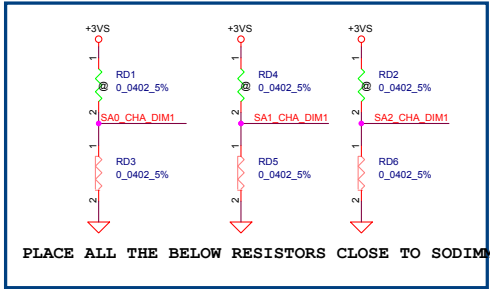 +3VS +3VS +3VS
1 1 1
RD1 RD4 RD2
@ 0_0402_5% @ 0_0402_5% @ 0_0402_5%
2 2 2
SA0_CHA_DIM1 SA1_CHA_DIM1 SA2_CHA_DIM1
1 1 1
RD3 RD5 RD6
0_0402_5% 0_0402_5% 0_0402_5%
2 2 2
PLACE ALL THE BELOW RESISTORS CLOSE TO